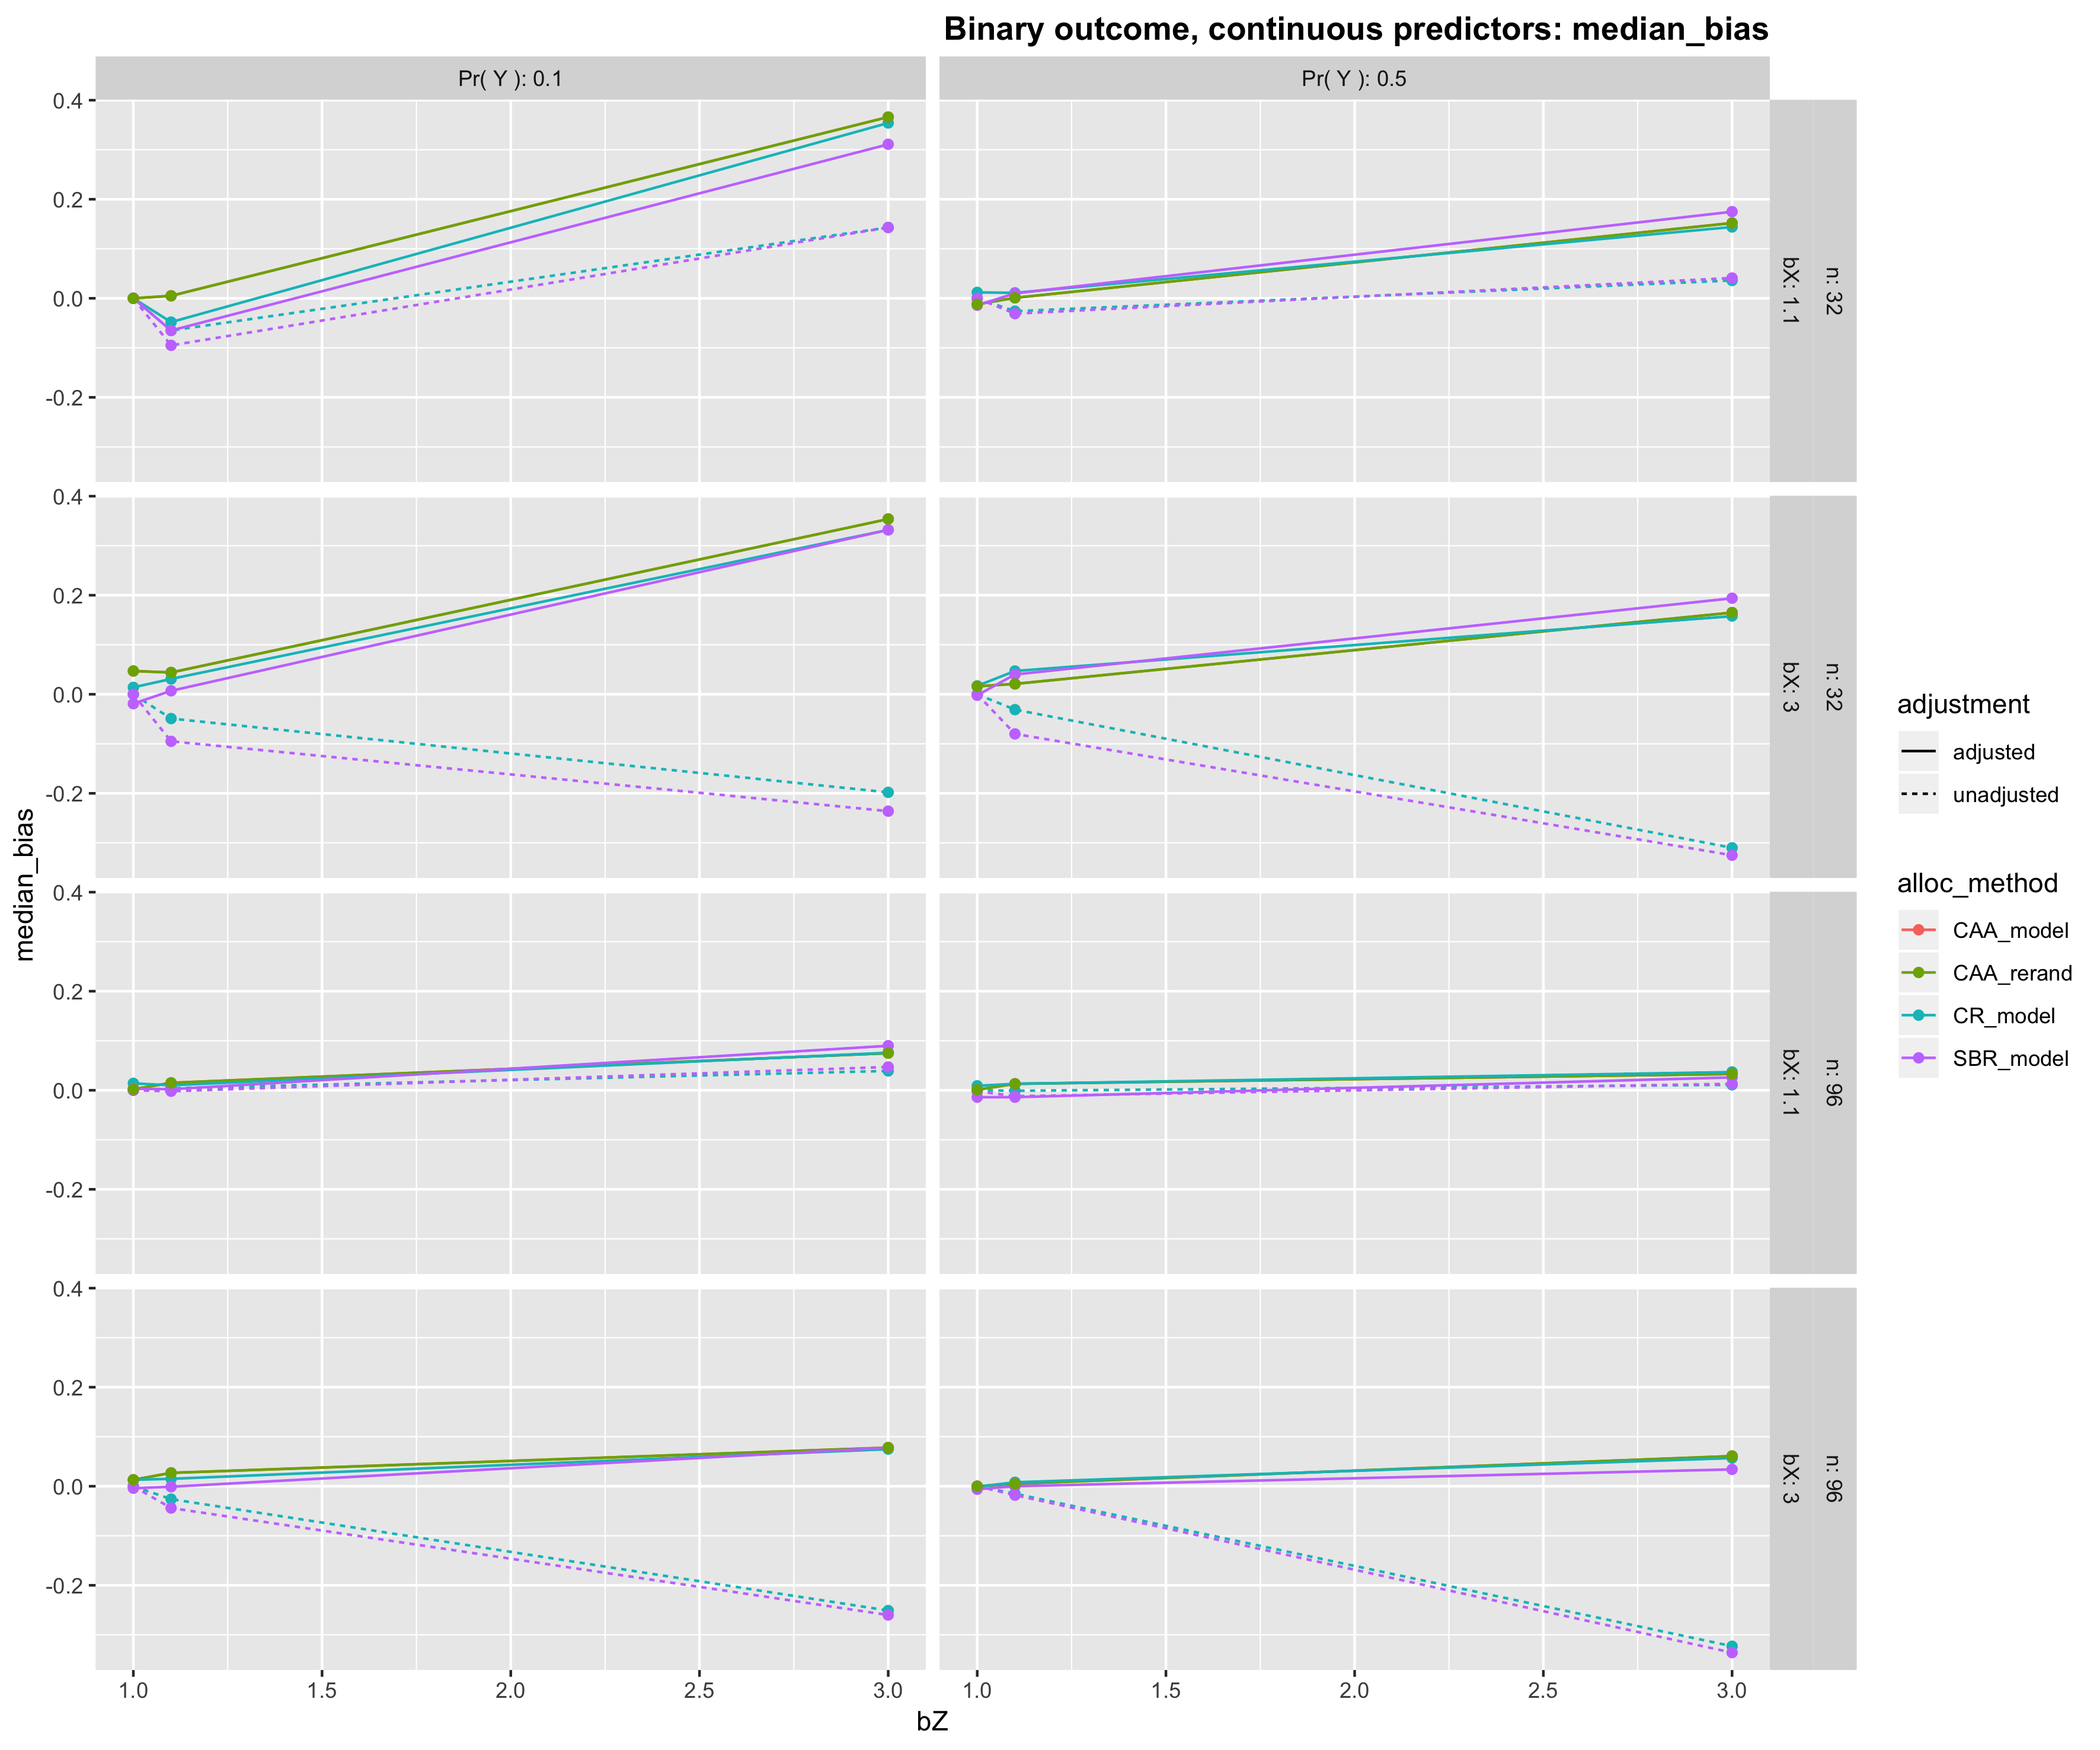 Binary outcome, continuous predictors: median_bias
Pr( Y ): 0.1
Pr( Y ): 0.5
0.4
0.2
0.0
-0.2
bX: 1.1
n: 32
0.4
0.2
0.0
-0.2
bX: 3
n: 32
0.4
0.2
0.0
-0.2
bX: 1.1
n: 96
0.4
0.2
0.0
-0.2
bX: 3
n: 96
1.0 1.5 2.0 2.5 3.0
1.0 1.5 2.0 2.5 3.0
bZ
median_bias
adjustment
adjusted
unadjusted
alloc_method
CAA_model
CAA_rerand
CR_model
SBR_model